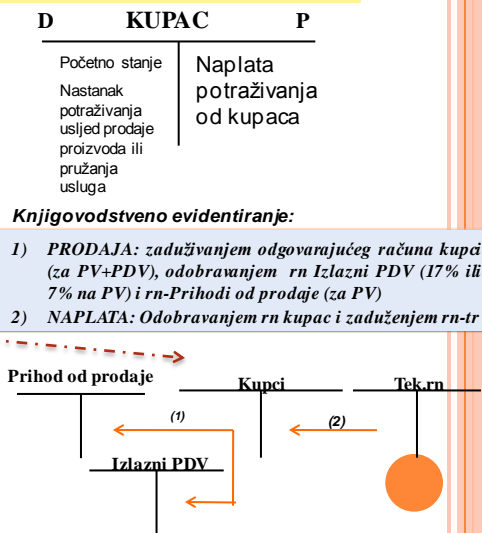 D KUPAC P
Početno stanje
Nastanak
potraživanja
usljed prodaje
proizvoda ili
pružanja
usluga
Naplata
potraživanja
od kupaca
Knjigovodstveno evidentiranje:
1) PRODAJA: zaduživanjem odgovarajućeg računa kupci
(za PV+PDV), odobravanjem rn Izlazni PDV (17% ili
7% na PV) i rn-Prihodi od prodaje (za PV)
2) NAPLATA: Odobravanjem rn kupac i zaduženjem rn-tr
Prihod od prodaje Kupci Tek.rn
(1) (2)
Izlazni PDV